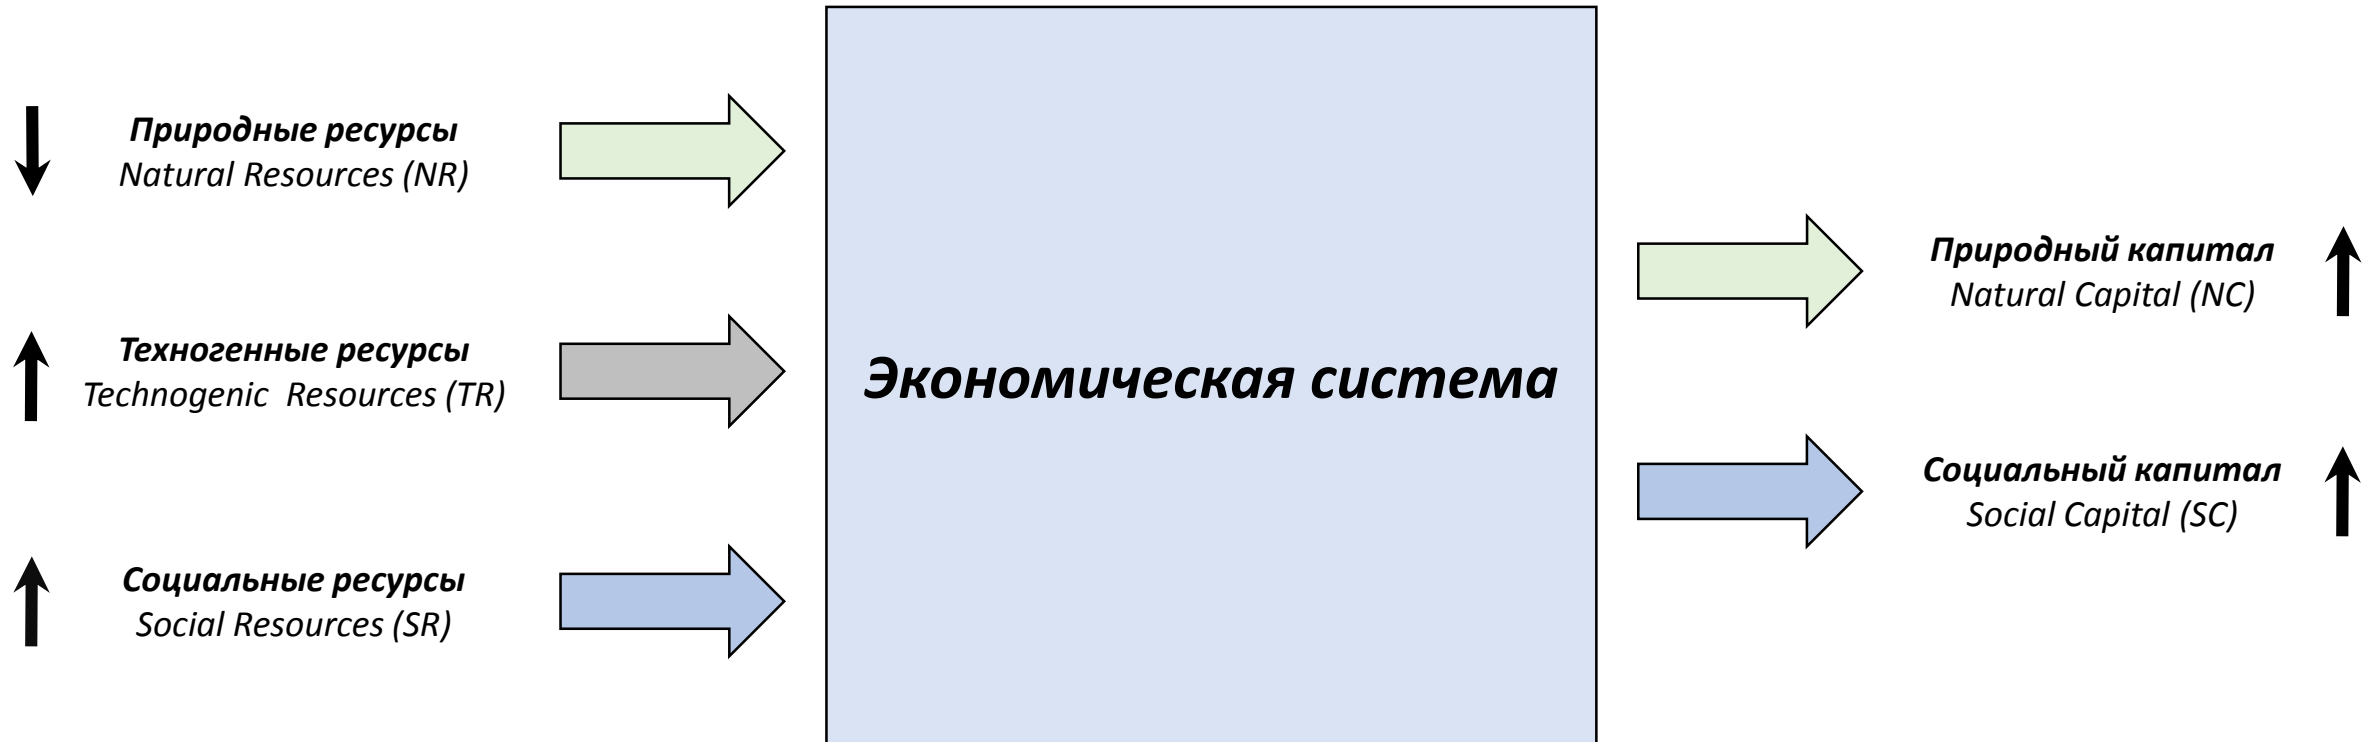 Природные ресурсы
Natural Resources (NR)
Техногенные ресурсы
Technogenic Resources (TR)
Социальные ресурсы
Social Resources (SR)
Экономическая система
Природный капитал
Natural Capital (NC)
Социальный капитал
Social Capital (SC)